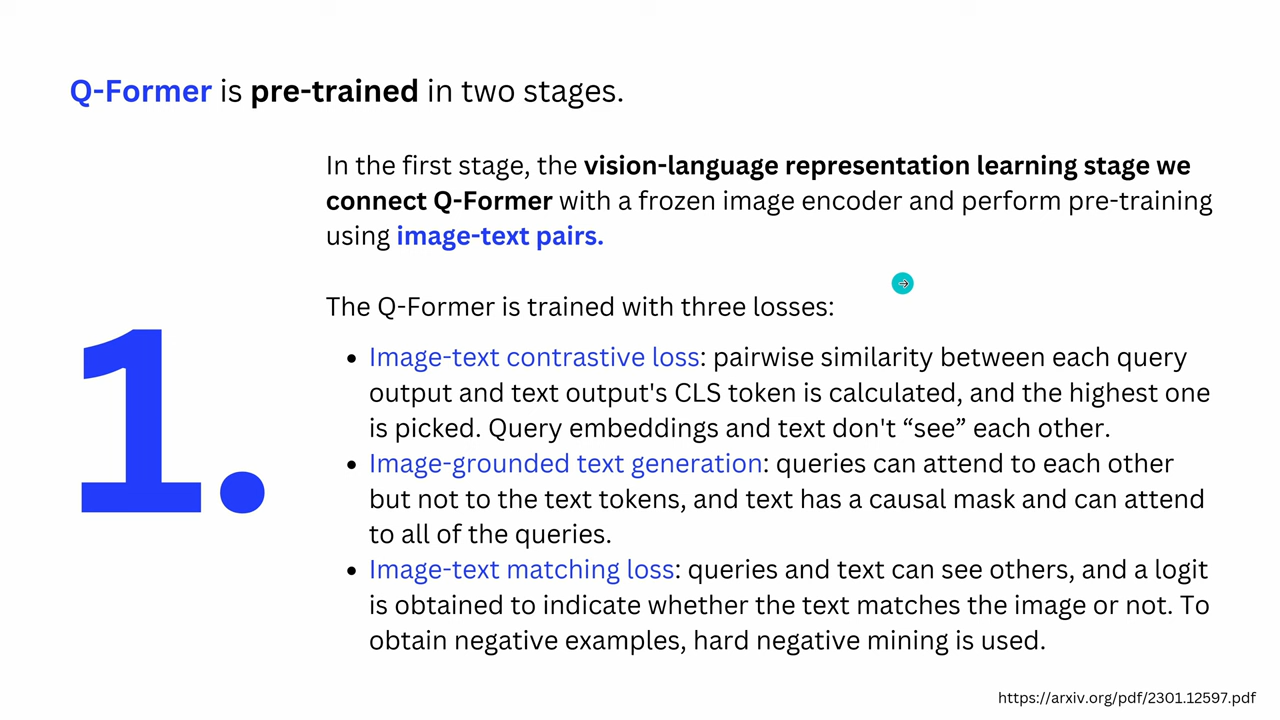 Q-Former is pre-trained in two stages.
In the first stage, the vision-language representation learning stage we
connect Q-Former with a frozen image encoder and perform pre-training
using image-text pairs.
The Q-Former is trained with three losses:
1.
• Image-text contrastive loss: pairwise similarity between each query
output and text output's CLS token is calculated, and the highest one
is picked. Query embeddings and text don't “see” each other.
• Image-grounded text generation: queries can attend to each other
but not to the text tokens, and text has a causal mask and can attend
to all of the queries.
• Image-text matching loss: queries and text can see others, and a logit
is obtained to indicate whether the text matches the image or not. To
obtain negative examples, hard negative mining is used.
https://arxiv.org/pdf/2301.12597.pdf